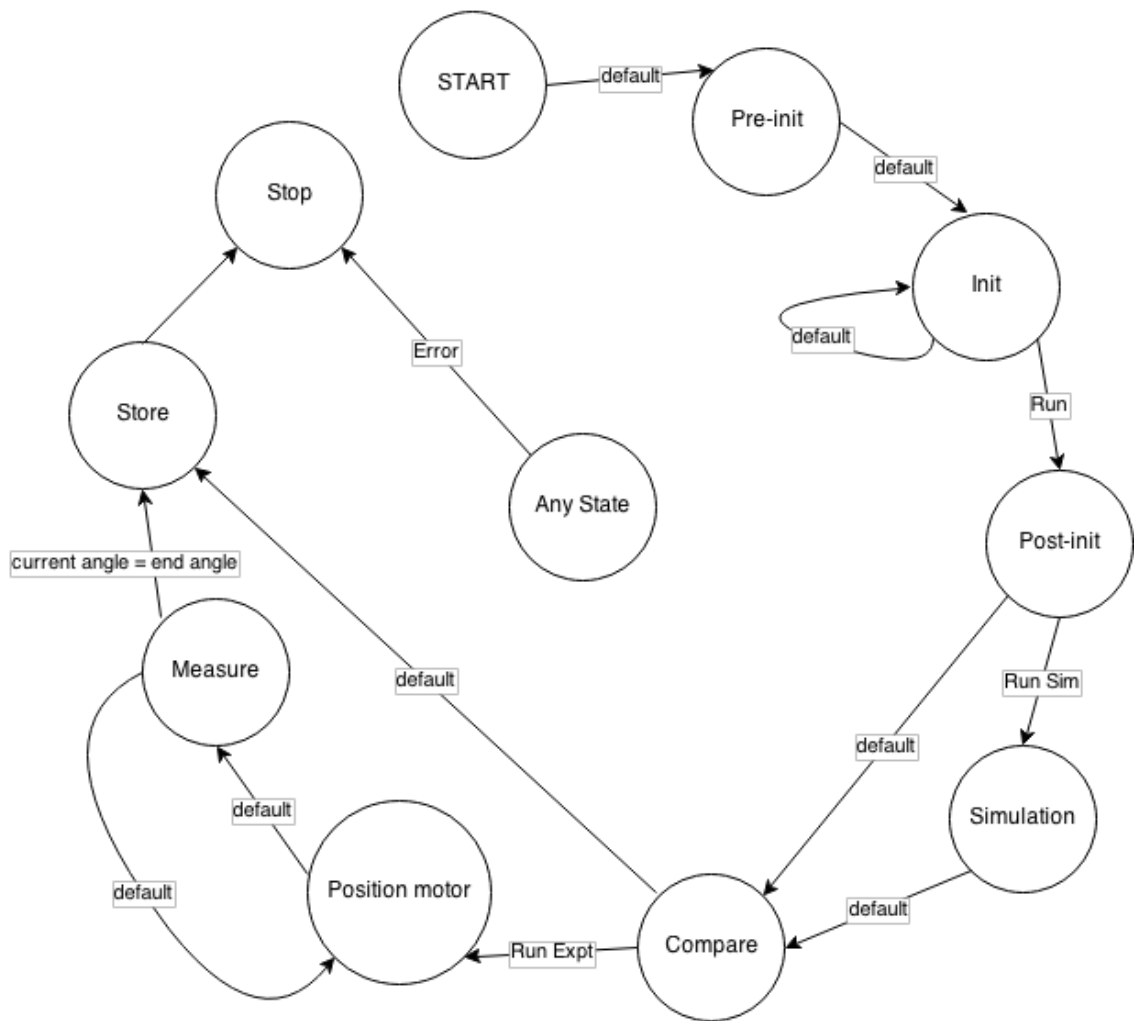 START
default
Pre-init
default
Stop
Init
default
Error
Run
Store
Any State
Post-init
current angle = end angle
Measure
default
Run Sim
default
default
Simulation
default
Position motor
default
Compare
Run Expt